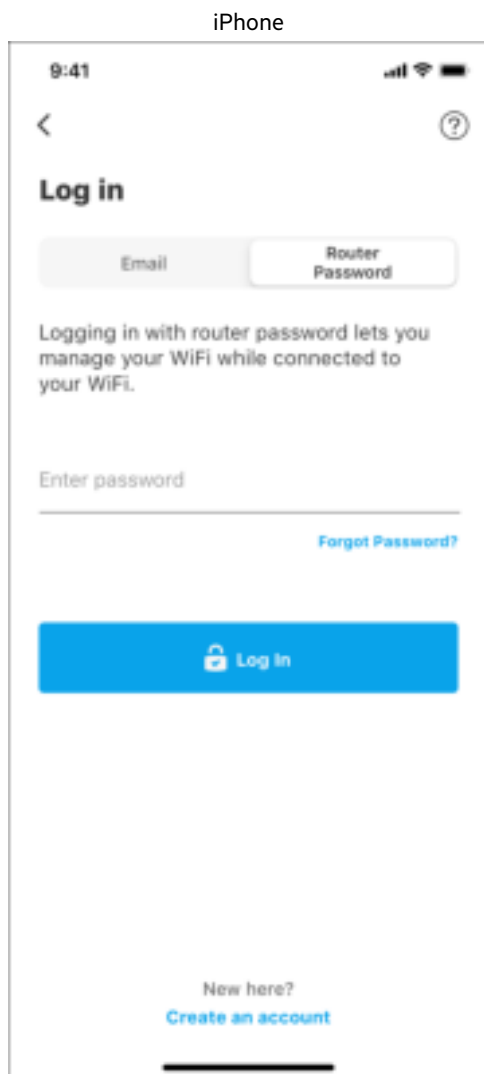 iPhone
9:41
Log in
Email
Router
Password
Logging in with router password lets you
manage your WiFi while connected to
your WiFi.
Enter password
Forgot Password?
Log In
New here?
Create an account